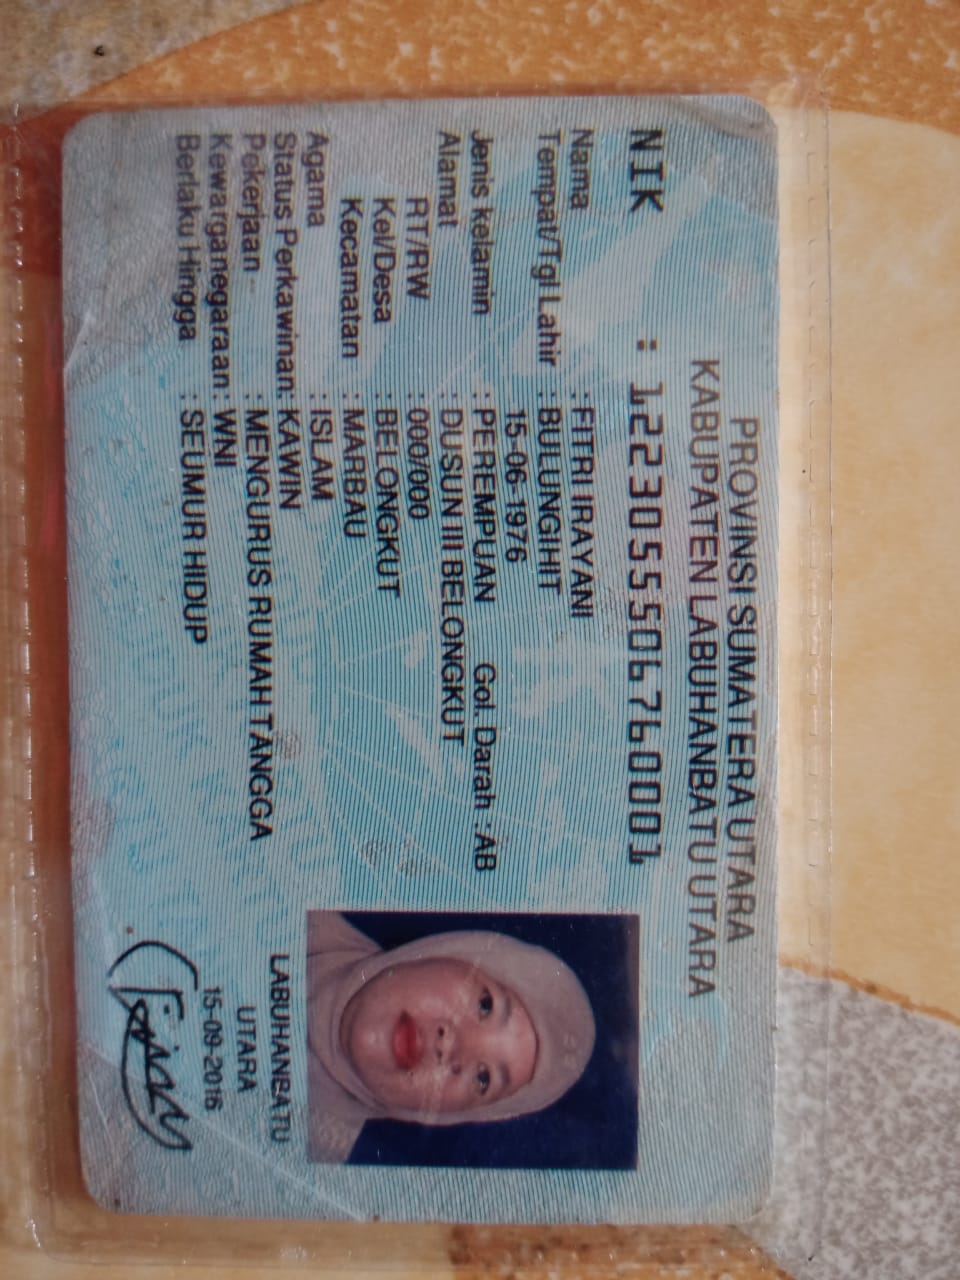 PROVINSI SUMATERA UTARA
KABUPATEN LABUHANBATU UTARA
NIK : 1223055506760001
Nama : FITRI IRAYANI
Tempat/Tgl Lahir : BULUNGIHIT
15-06-1976
Jenis kelamin : PEREMPUAN Gol. Darah : AB
Alamat : DUSUN III BELONGKUT
RT/RW : 000/000
Kel/Desa : BELONGKUT
Kecamatan : MARBAU
Agama : ISLAM
Status Perkawinan: KAWIN
Pekerjaan : MENGURUS RUMAH TANGGA
Kewarganegaraan: WNI
Berlaku Hingga : SEUMUR HIDUP
LABUHANBATU
UTARA
15-09-2016